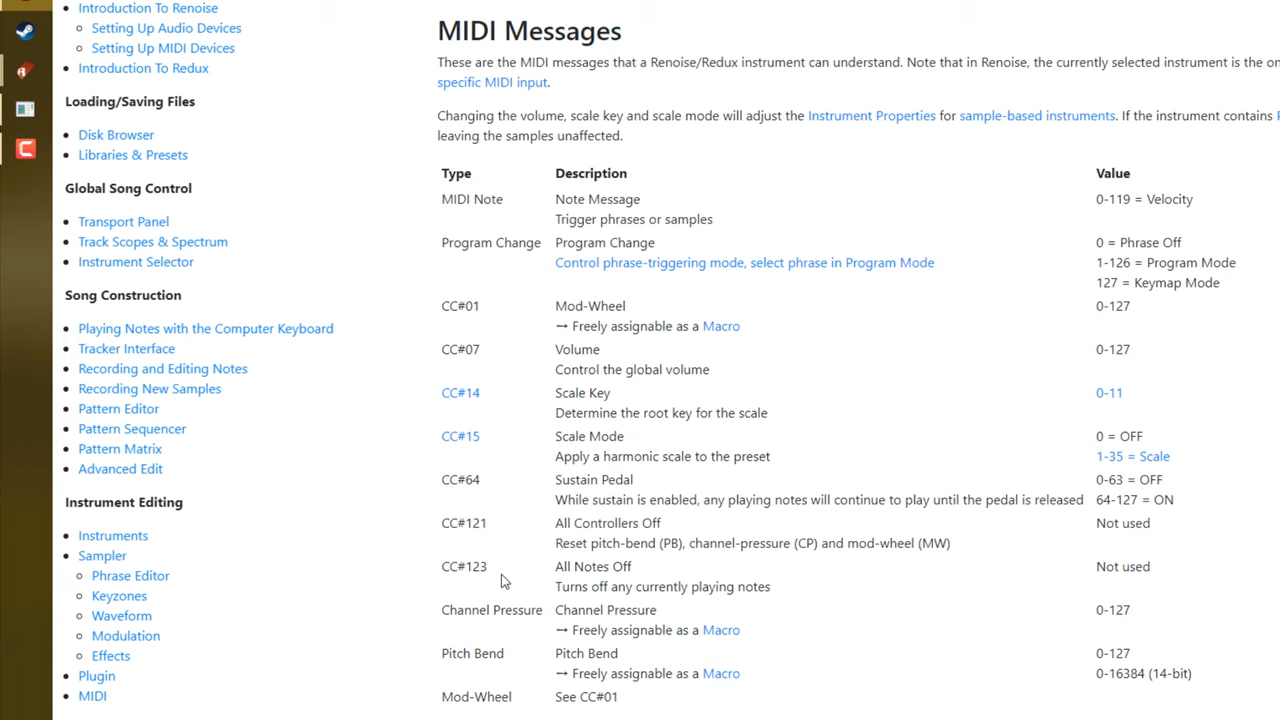 Introduction To Renoise
Setting Up Audio Devices
Setting Up MIDI Devices
Introduction To Redux
Loading/Saving Files
Disk Browser
Libraries & Presets
Global Song Control
Transport Panel
Track Scopes & Spectrum
Instrument Selector
Song Construction
Playing Notes with the Computer Keyboard
Tracker Interface
Recording and Editing Notes
Recording New Samples
Pattern Editor
Pattern Sequencer
Pattern Matrix
Advanced Edit
Instrument Editing
Instruments
Sampler
Phrase Editor
Keyzones
Waveform
Modulation
Effects
Plugin
MIDI
MIDI Messages
These are the MIDI messages that a Renoise/Redux instrument can understand. Note that in Renoise, the currently selected instrument is the on
specific MIDI input.
Changing the volume, scale key and scale mode will adjust the Instrument Properties for sample-based instruments. If the instrument contains
leaving the samples unaffected.
Type Description Value
MIDI Note Note Message 0-119 = Velocity
Trigger phrases or samples
Program Change Program Change 0 = Phrase Off
Control phrase-triggering mode, select phrase in Program Mode 1-126 = Program Mode
127 = Keymap Mode
CC#01 Mod-Wheel 0-127
→ Freely assignable as a Macro
CC#07 Volume 0-127
Control the global volume
CC#14 Scale Key 0-11
Determine the root key for the scale
CC#15 Scale Mode 0 = OFF
Apply a harmonic scale to the preset 1-35 = Scale
CC#64 Sustain Pedal 0-63 = OFF
While sustain is enabled, any playing notes will continue to play until the pedal is released 64-127 = ON
CC#121 All Controllers Off Not used
Reset pitch-bend (PB), channel-pressure (CP) and mod-wheel (MW)
CC#123 All Notes Off Not used
Turns off any currently playing notes
Channel Pressure Channel Pressure 0-127
→ Freely assignable as a Macro
Pitch Bend Pitch Bend 0-127
→ Freely assignable as a Macro 0-16384 (14-bit)
Mod-Wheel See CC#01